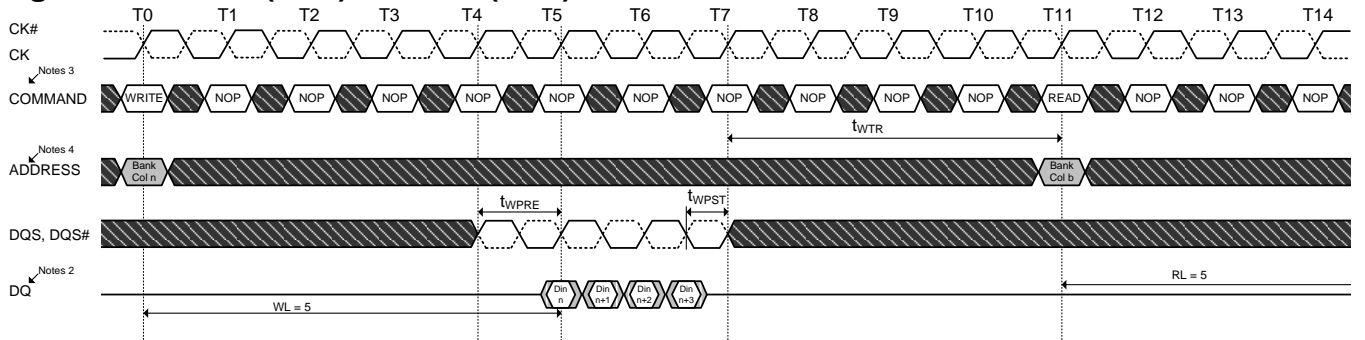 T0 T1 T2 T3 T4 T5 T6 T7 T8 T9 T10 T11 T12 T13 T14
CK#
CK
Notes 3
COMMAND WRITE NOP NOP NOP NOP NOP NOP NOP NOP NOP NOP READ NOP NOP NOP
tWTR
Notes 4
ADDRESS Bank Col n Bank Col b
tWPRE tWPST
DQS, DQS#
Notes 2
DQ Din n Din n+1 Din n+2 Din n+3
RL = 5
WL = 5